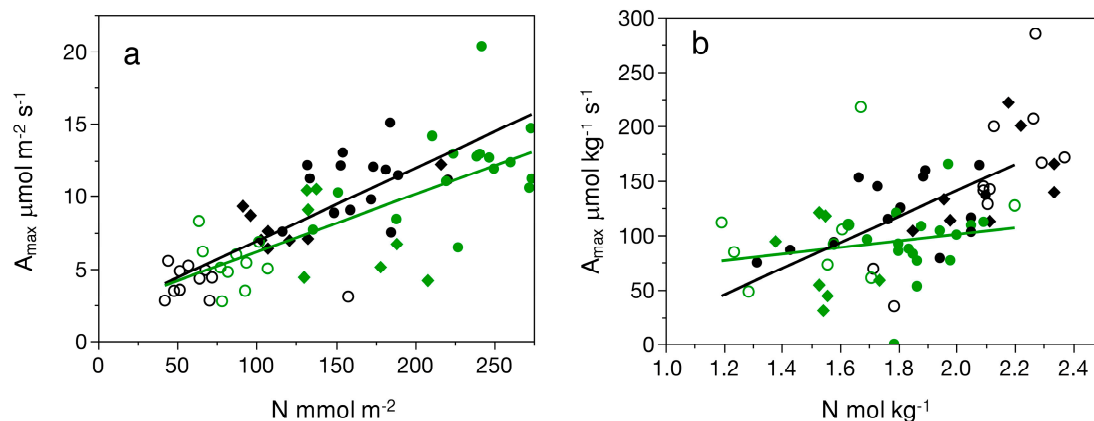 a
A_max µmol m⁻² s⁻¹
20
15
10
5
0
0 50 100 150 200 250
N mmol m⁻²
b
A_max µmol kg⁻¹ s⁻¹
300
250
200
150
100
50
0
1.0 1.2 1.4 1.6 1.8 2.0 2.2 2.4
N mol kg⁻¹